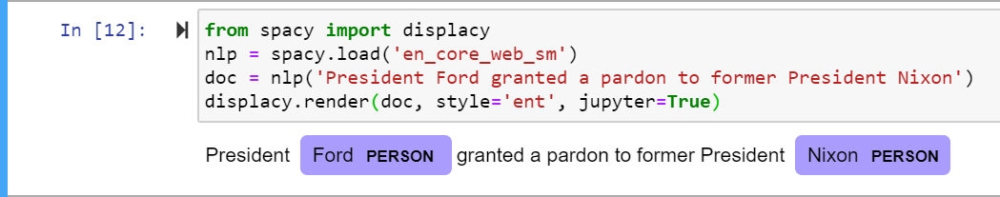 In [12]: from spacy import displacy
nlp = spacy.load('en_core_web_sm')
doc = nlp('President Ford granted a pardon to former President Nixon')
displacy.render(doc, style='ent', jupyter=True)
President Ford PERSON granted a pardon to former President Nixon PERSON